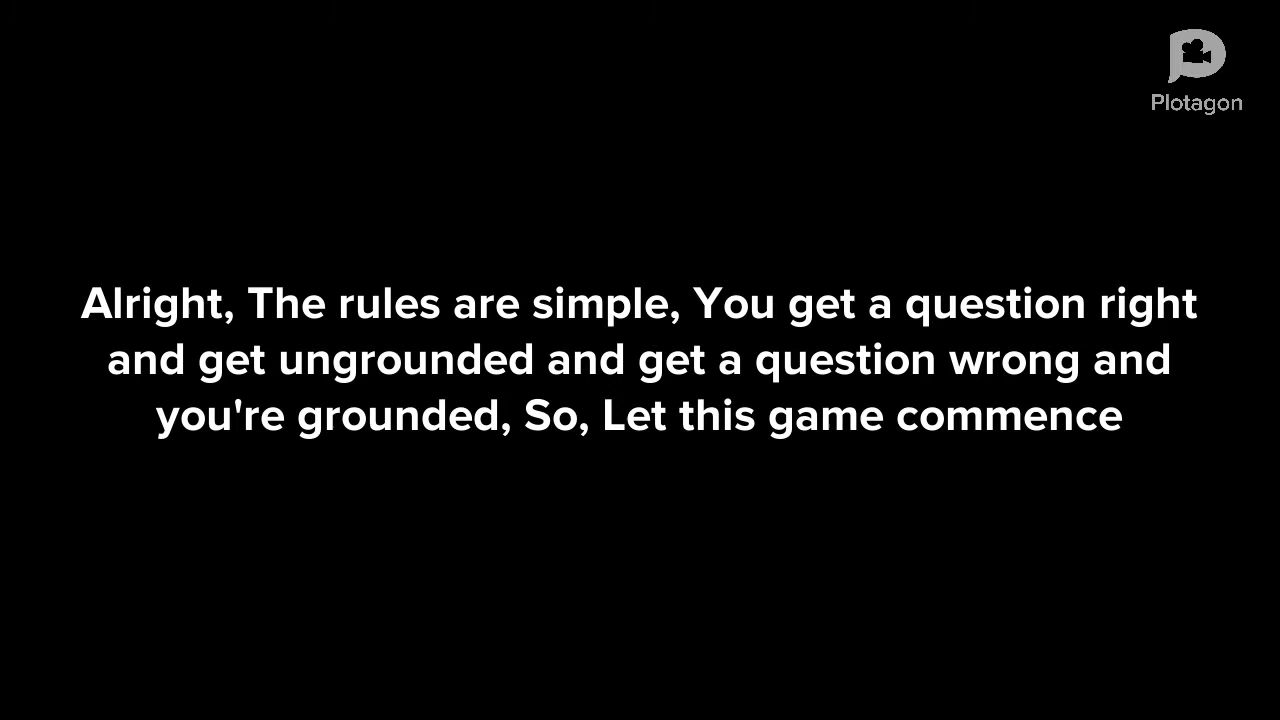 Plotagon
Alright, The rules are simple, You get a question right
and get ungrounded and get a question wrong and
you're grounded, So, Let this game commence